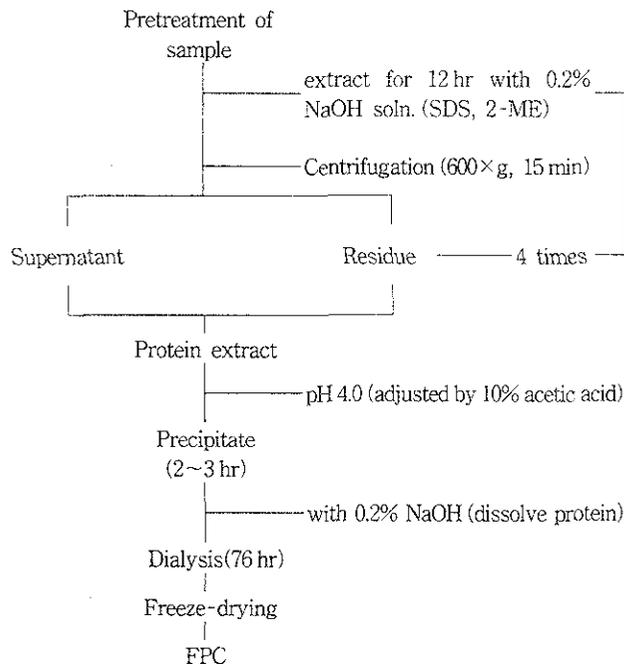 Pretreatment of
sample
extract for 12 hr with 0.2%
NaOH soln. (SDS, 2-ME)
Centrifugation (600×g, 15 min)
Supernatant
Residue
4 times
Protein extract
pH 4.0 (adjusted by 10% acetic acid)
Precipitate
(2~3 hr)
with 0.2% NaOH (dissolve protein)
Dialysis(76 hr)
Freeze-drying
FPC